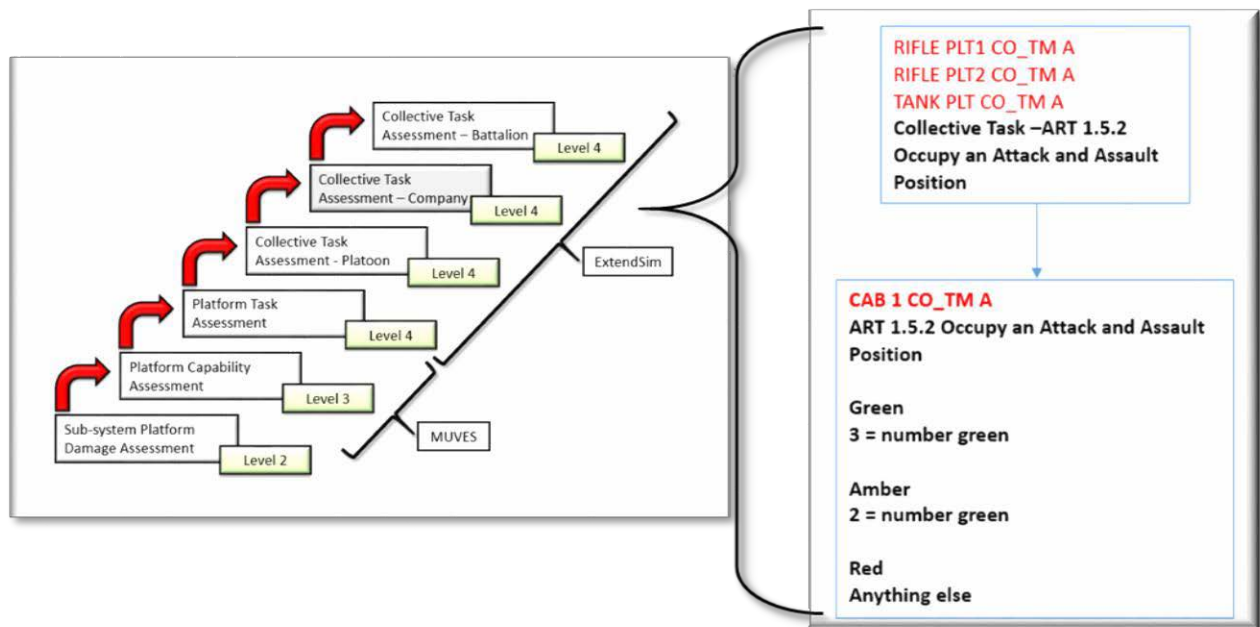 Collective Task
Assessment – Battalion
Level 4
Collective Task
Assessment – Company
Level 4
Collective Task
Assessment - Platoon
Level 4
Platform Task
Assessment
Level 4
Platform Capability
Assessment
Level 3
Sub-system Platform
Damage Assessment
Level 2
ExtendSim
MUVES
RIFLE PLT1 CO_TM A
RIFLE PLT2 CO_TM A
TANK PLT CO_TM A
Collective Task –ART 1.5.2
Occupy an Attack and Assault
Position
CAB 1 CO_TM A
ART 1.5.2 Occupy an Attack and Assault
Position
Green
3 = number green
Amber
2 = number green
Red
Anything else